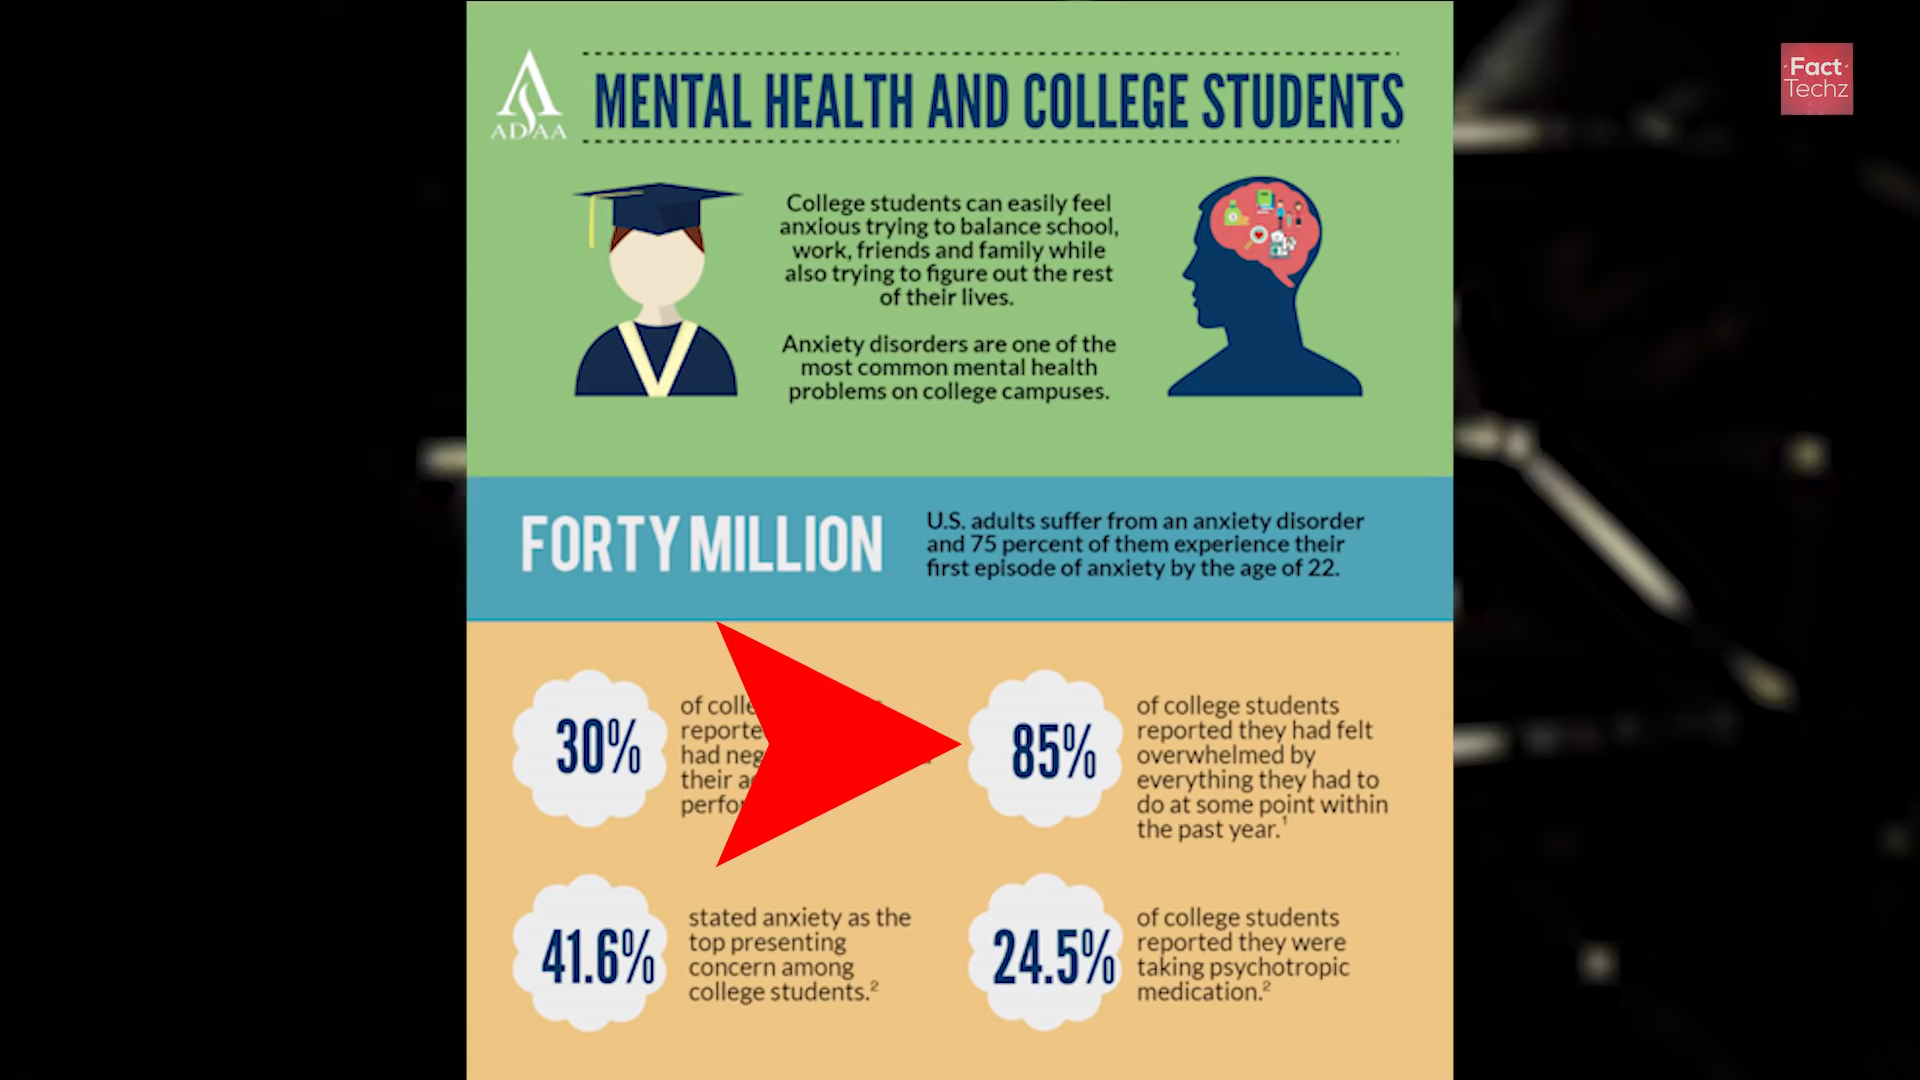 Fact
Techz
ADAA
MENTAL HEALTH AND COLLEGE STUDENTS
College students can easily feel
anxious trying to balance school,
work, friends and family while
also trying to figure out the rest
of their lives.
Anxiety disorders are one of the
most common mental health
problems on college campuses.
FORTY MILLION
U.S. adults suffer from an anxiety disorder
and 75 percent of them experience their
first episode of anxiety by the age of 22.
30%
of
had
their
85%
of college students
reported they had felt
overwhelmed by
everything they had to
do at some point within
the past year.¹
41.6%
stated anxiety as the
top presenting
concern among
college students.²
24.5%
of college students
reported they were
taking psychotropic
medication.²